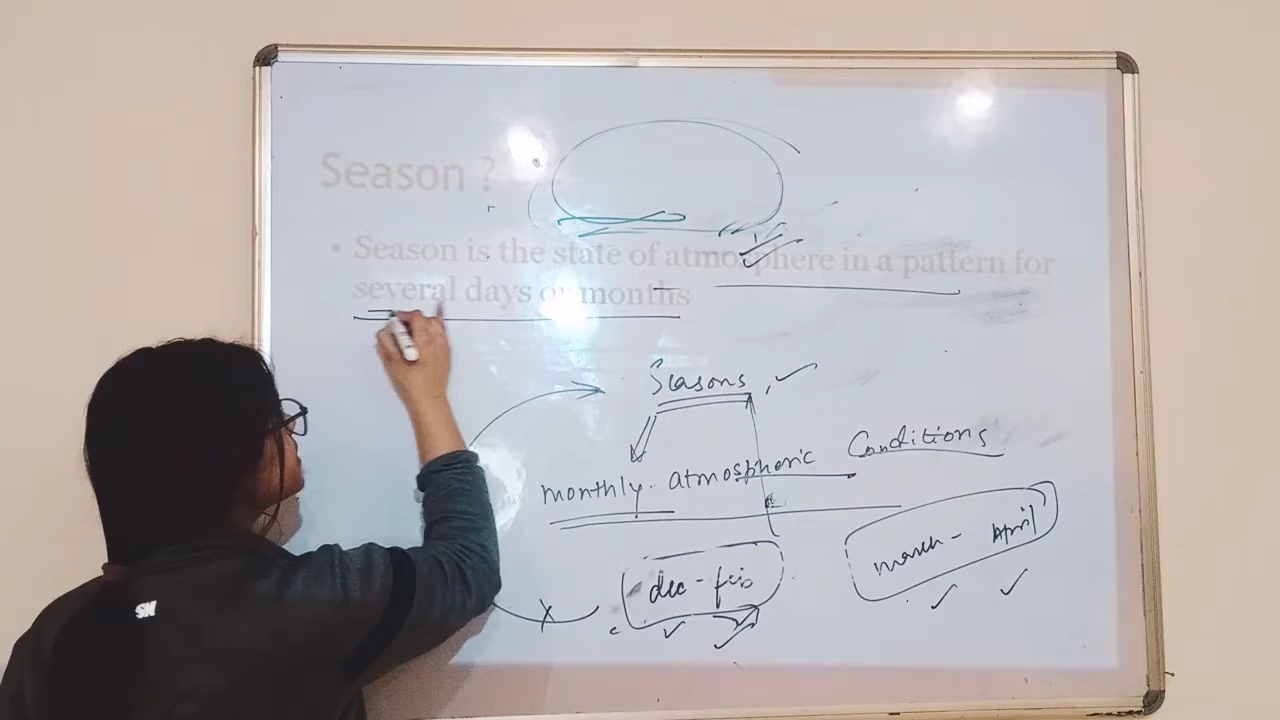 Season ?
• Season is the state of atmosphere in a pattern for
several days or months
Seasons,
monthly. atmospheric Conditions
dec - feb
march - April
SW